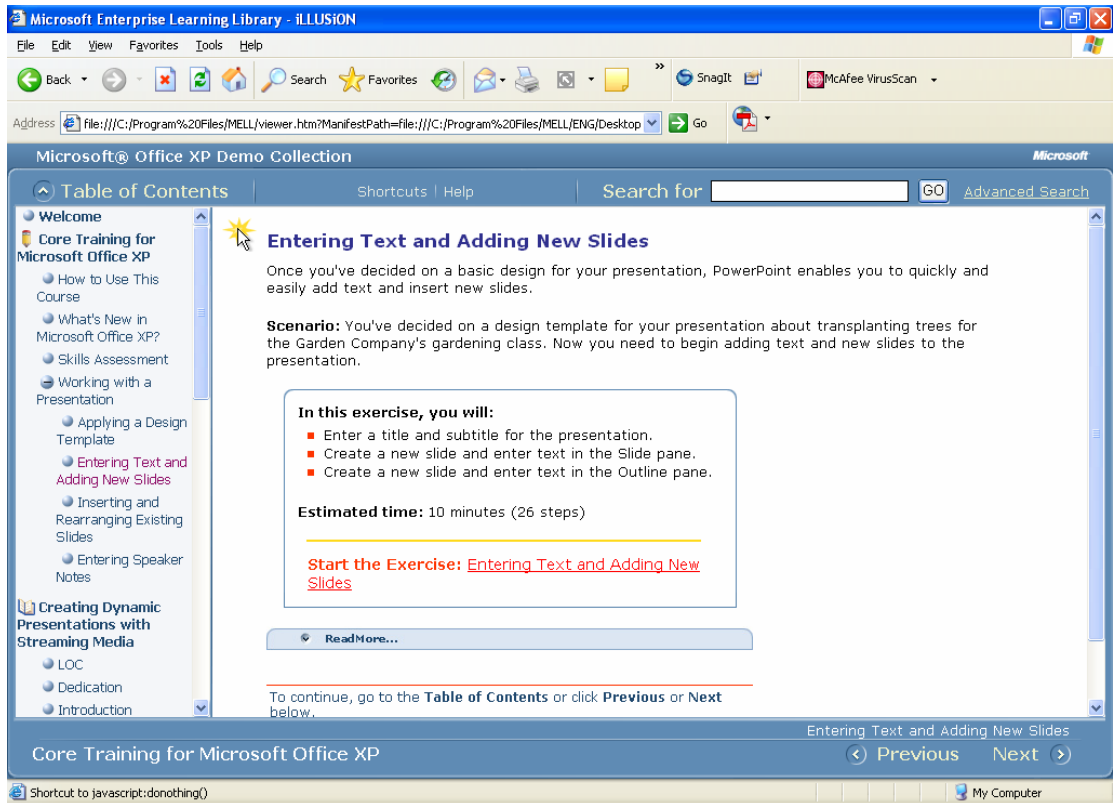 Microsoft Enterprise Learning Library - iLLUSiON
File Edit View Favorites Tools Help
Back Search Favorites » SnagIt McAfee VirusScan
Address file:///C:/Program%20Files/MELL/viewer.htm?ManifestPath=file:///C:/Program%20Files/MELL/ENG/Desktop Go
Microsoft® Office XP Demo Collection Microsoft
Table of Contents Shortcuts | Help Search for GO Advanced Search
Welcome
Core Training for
Microsoft Office XP
How to Use This
Course
What's New in
Microsoft Office XP?
Skills Assessment
Working with a
Presentation
Applying a Design
Template
Entering Text and
Adding New Slides
Inserting and
Rearranging Existing
Slides
Entering Speaker
Notes
Creating Dynamic
Presentations with
Streaming Media
LOC
Dedication
Introduction
Entering Text and Adding New Slides
Once you've decided on a basic design for your presentation, PowerPoint enables you to quickly and
easily add text and insert new slides.
Scenario: You've decided on a design template for your presentation about transplanting trees for
the Garden Company's gardening class. Now you need to begin adding text and new slides to the
presentation.
In this exercise, you will:
Enter a title and subtitle for the presentation.
Create a new slide and enter text in the Slide pane.
Create a new slide and enter text in the Outline pane.
Estimated time: 10 minutes (26 steps)
Start the Exercise: Entering Text and Adding New
Slides
ReadMore...
To continue, go to the Table of Contents or click Previous or Next
below.
Entering Text and Adding New Slides
Core Training for Microsoft Office XP Previous Next
Shortcut to javascript:donothing() My Computer